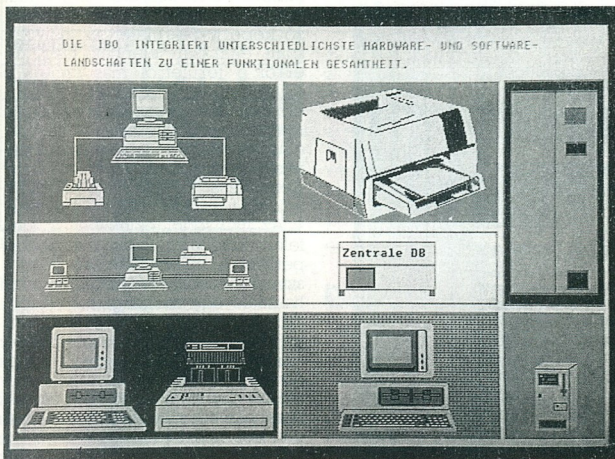 DIE IBO INTEGRIERT UNTERSCHIEDLICHSTE HARDWARE- UND SOFTWARE-
LANDSCHAFTEN ZU EINER FUNKTIONALEN GESAMTHEIT.
Zentrale DB